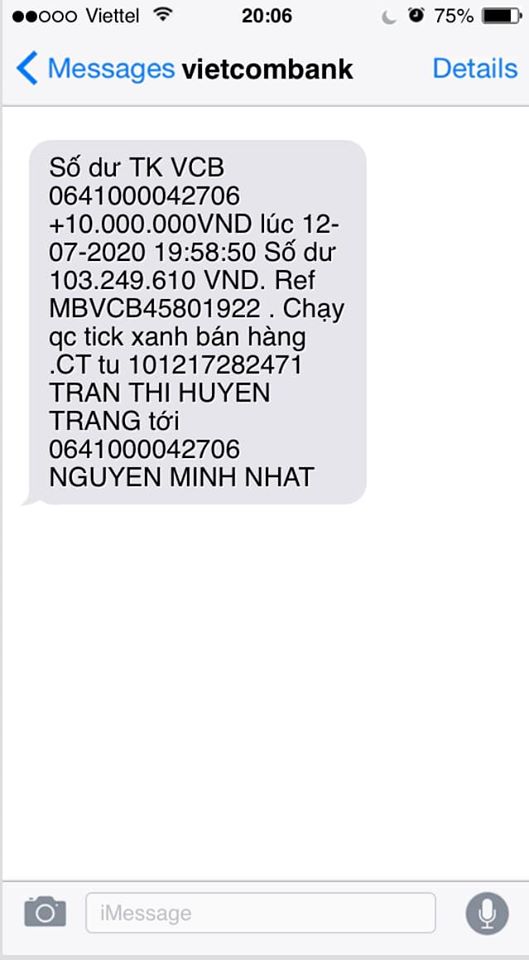 Viettel 20:06 75%
Messages vietcombank Details
Số dư TK VCB
0641000042706
+10.000.000VND lúc 12-
07-2020 19:58:50 Số dư
103.249.610 VND. Ref
MBVCB45801922 . Chạy
qc tick xanh bán hàng
.CT tu 101217282471
TRAN THI HUYEN
TRANG tới
0641000042706
NGUYEN MINH NHAT
iMessage